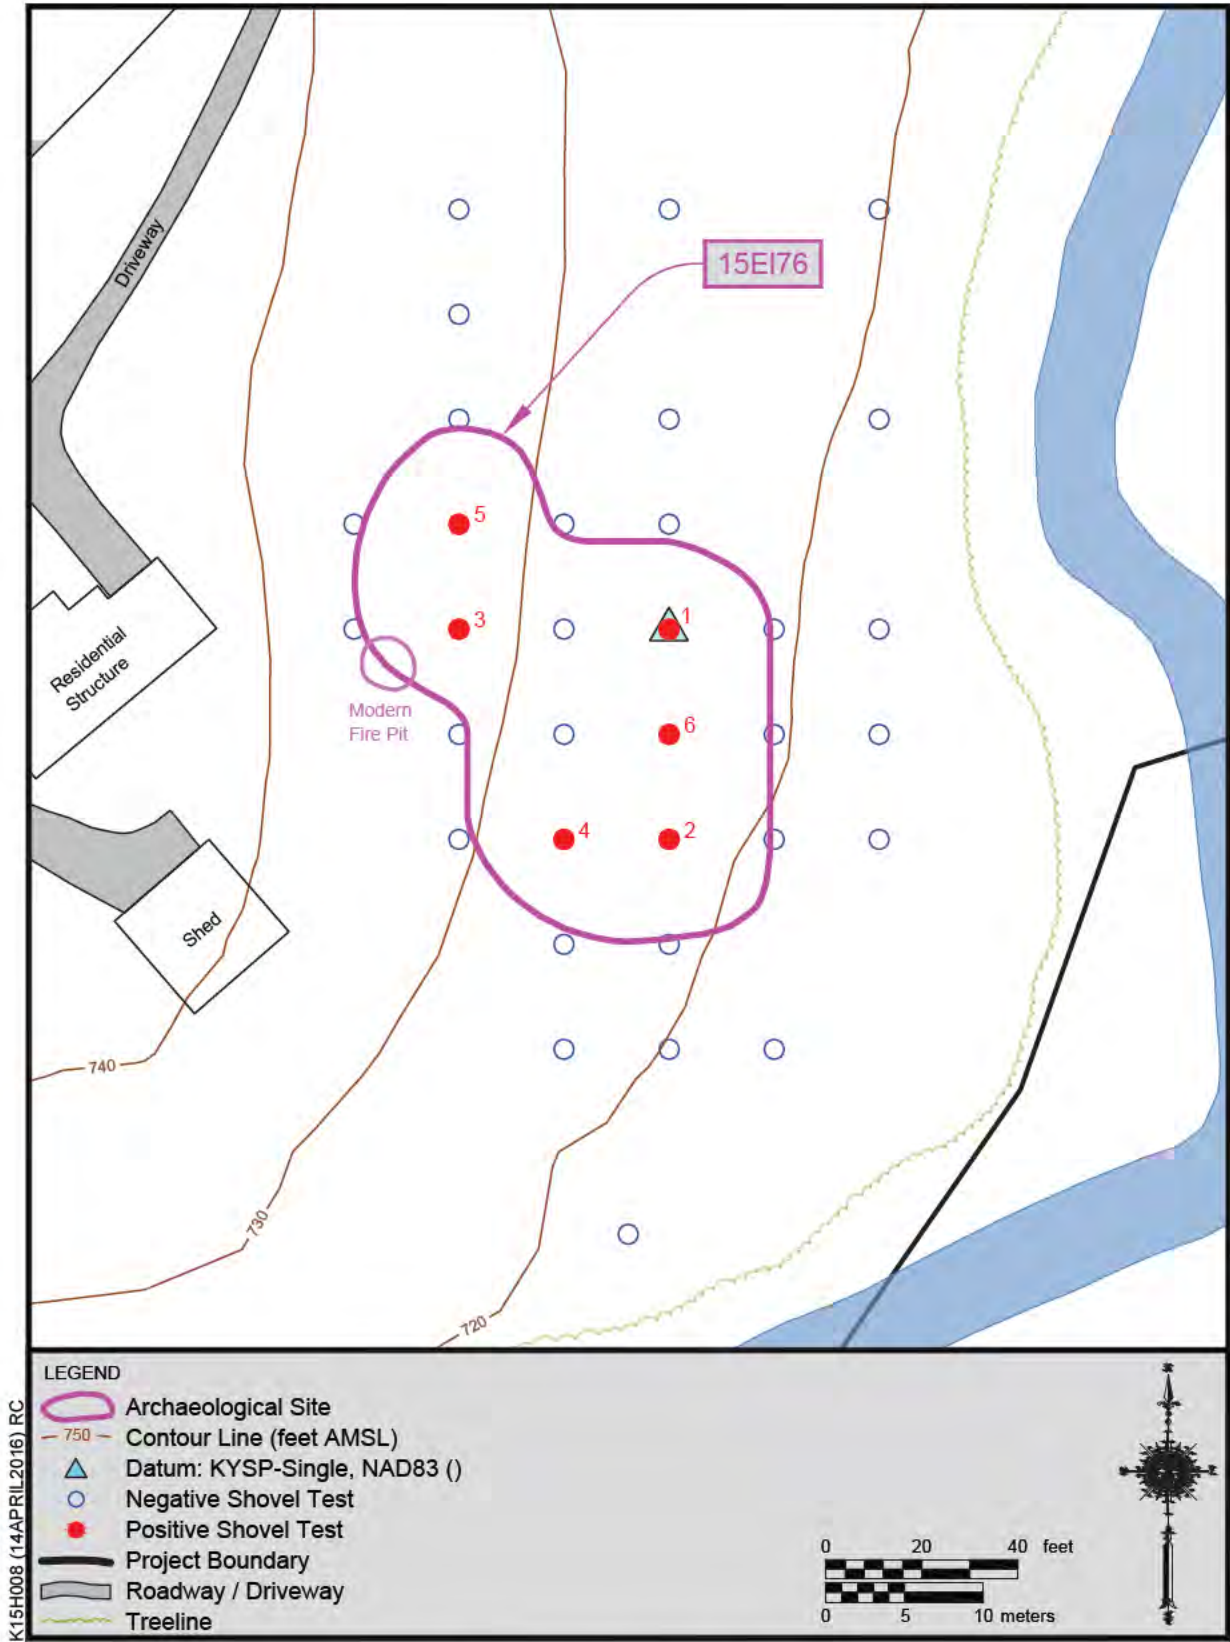 Driveway
15EI76
5
3
1
Modern
Fire Pit
6
4
2
Residential
Structure
Shed
740
730
720
LEGEND
Archaeological Site
750 Contour Line (feet AMSL)
Datum: KYSP-Single, NAD83 ()
Negative Shovel Test
Positive Shovel Test
Project Boundary
Roadway / Driveway
Treeline
0 20 40 feet
0 5 10 meters
K15H008 (14APRIL2016) RC